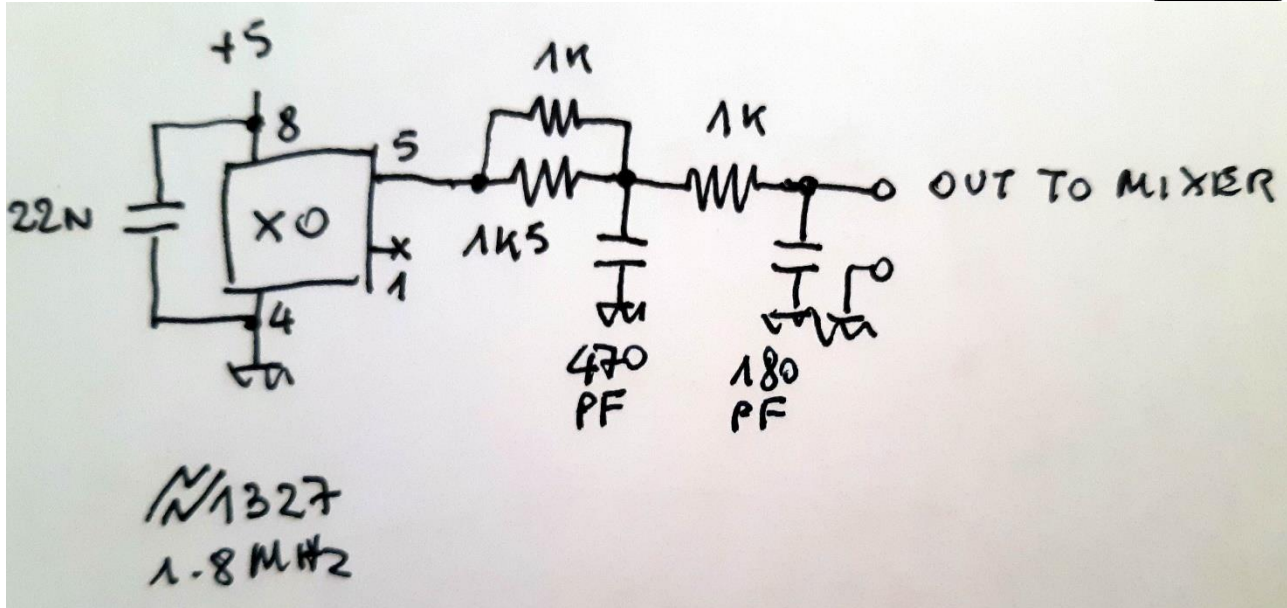 +5
1K
8
5
1K
22N
XO
1K5
x
1
OUT TO MIXER
4
470
PF
180
PF
1327
1.8 MHz